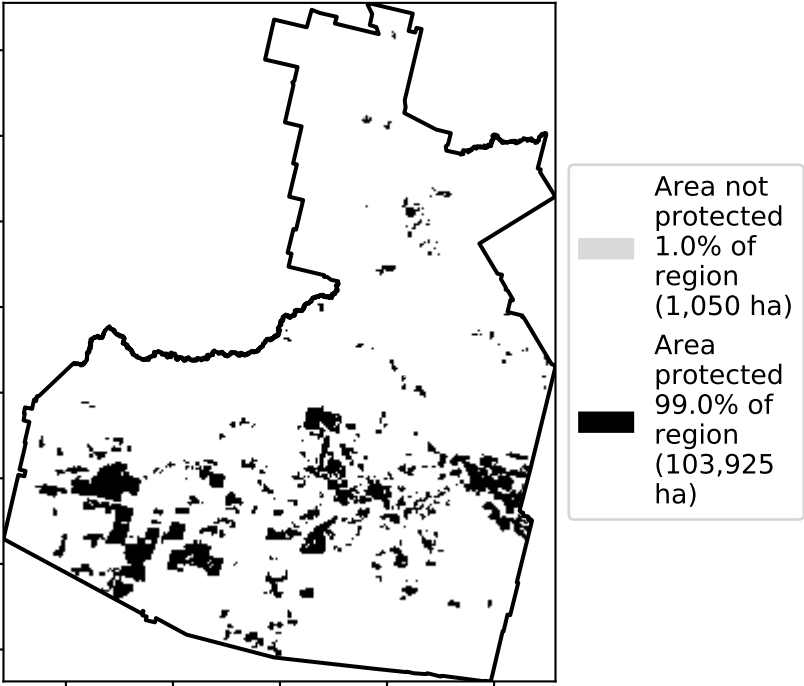 Area not
protected
1.0% of
region
(1,050 ha)
Area
protected
99.0% of
region
(103,925
ha)